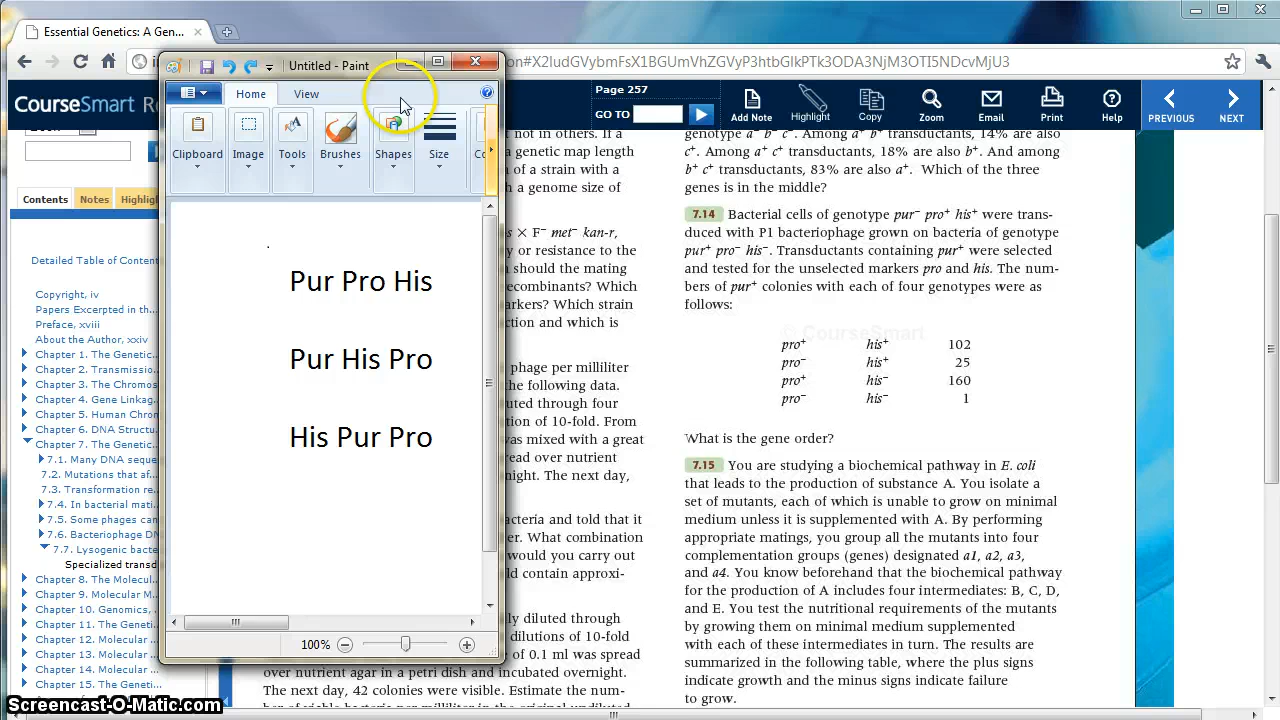 Essential Genetics: A Gen...
Untitled - Paint
on#X2ludGVybmFsX1BGUmVhZGVyP3htbGlkPTk3ODA3NjM3OTI5NDcvMjU3
CourseSmart Re
Page 257
GO TO
Add Note
Highlight
Copy
Zoom
Email
Print
Help
PREVIOUS
NEXT
Home
View
Clipboard
Image
Tools
Brushes
Shapes
Size
Co
Contents
Notes
Highligh
Detailed Table of Content
Copyright, iv
Papers Excerpted in th...
Preface, xviii
About the Author, xxiv
Chapter 1. The Genetic
Chapter 2. Transmissio
Chapter 3. The Chromos
Chapter 4. Gene Linkag
Chapter 5. Human Chron
Chapter 6. DNA Structu
Chapter 7. The Genetic
7.1. Many DNA seque
7.2. Mutations that af
7.3. Transformation re
7.4. In bacterial mati
7.5. Some phages can
7.6. Bacteriophage DN
7.7. Lysogenic bacte
Specialized transd
Chapter 8. The Molecul
Chapter 9. Molecular M
Chapter 10. Genomics,
Chapter 11. The Geneti
Chapter 12. Molecular
Chapter 13. Molecular
Chapter 14. Molecular
Chapter 15. The Geneti
Pur Pro His
Pur His Pro
His Pur Pro
100%
not in others. If a
a genetic map length
n of a strain with a
h a genome size of
s × F⁻ met⁻ kan-r,
y or resistance to the
n should the mating
recombinants? Which
arkers? Which strain
ction and which is
phage per milliliter
the following data.
uted through four
tion of 10-fold. From
was mixed with a great
read over nutrient
night. The next day,
acteria and told that it
er. What combination
would you carry out
ld contain approxi-
ly diluted through
dilutions of 10-fold
e of 0.1 ml was spread
over nutrient agar in a petri dish and incubated overnight.
The next day, 42 colonies were visible. Estimate the num-
genotype a⁻ b⁻ c⁻. Among a⁺ b⁺ transductants, 14% are also
c⁺. Among a⁺ c⁺ transductants, 18% are also b⁺. And among
b⁺ c⁺ transductants, 83% are also a⁺. Which of the three
genes is in the middle?
7.14 Bacterial cells of genotype pur⁻ pro⁺ his⁺ were trans-
duced with P1 bacteriophage grown on bacteria of genotype
pur⁺ pro⁻ his⁻. Transductants containing pur⁺ were selected
and tested for the unselected markers pro and his. The num-
bers of pur⁺ colonies with each of four genotypes were as
follows:
© CourseSmart
pro⁺ his⁺ 102
pro⁻ his⁺ 25
pro⁺ his⁻ 160
pro⁻ his⁻ 1
What is the gene order?
7.15 You are studying a biochemical pathway in E. coli
that leads to the production of substance A. You isolate a
set of mutants, each of which is unable to grow on minimal
medium unless it is supplemented with A. By performing
appropriate matings, you group all the mutants into four
complementation groups (genes) designated a1, a2, a3,
and a4. You know beforehand that the biochemical pathway
for the production of A includes four intermediates: B, C, D,
and E. You test the nutritional requirements of the mutants
by growing them on minimal medium supplemented
with each of these intermediates in turn. The results are
summarized in the following table, where the plus signs
indicate growth and the minus signs indicate failure
to grow.
Screencast-O-Matic.com